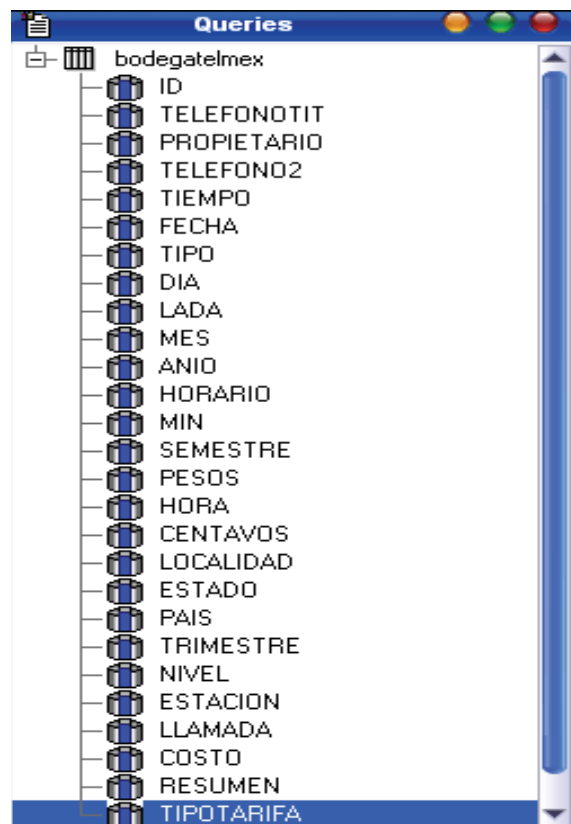 Queries
bodegatelmex
ID
TELEFONOTIT
PROPIETARIO
TELEFONO2
TIEMPO
FECHA
TIPO
DIA
LADA
MES
ANIO
HORARIO
MIN
SEMESTRE
PESOS
HORA
CENTAVOS
LOCALIDAD
ESTADO
PAIS
TRIMESTRE
NIVEL
ESTACION
LLAMADA
COSTO
RESUMEN
TIPOTARIFA